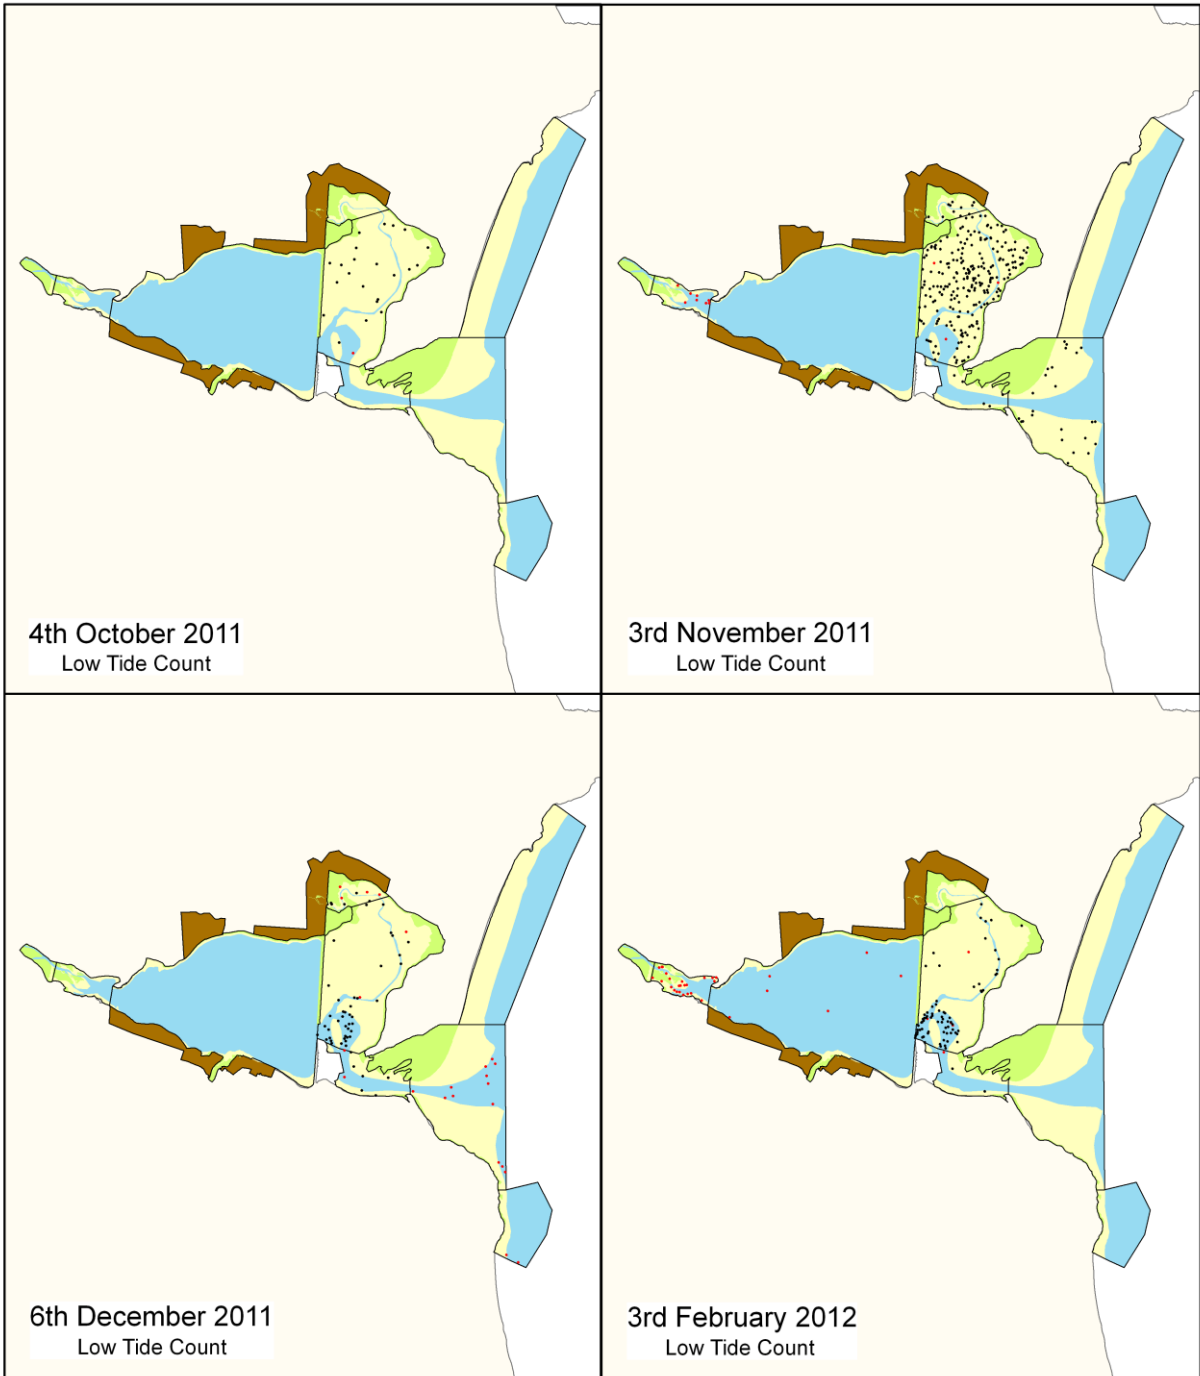 4th October 2011
Low Tide Count
3rd November 2011
Low Tide Count
6th December 2011
Low Tide Count
3rd February 2012
Low Tide Count